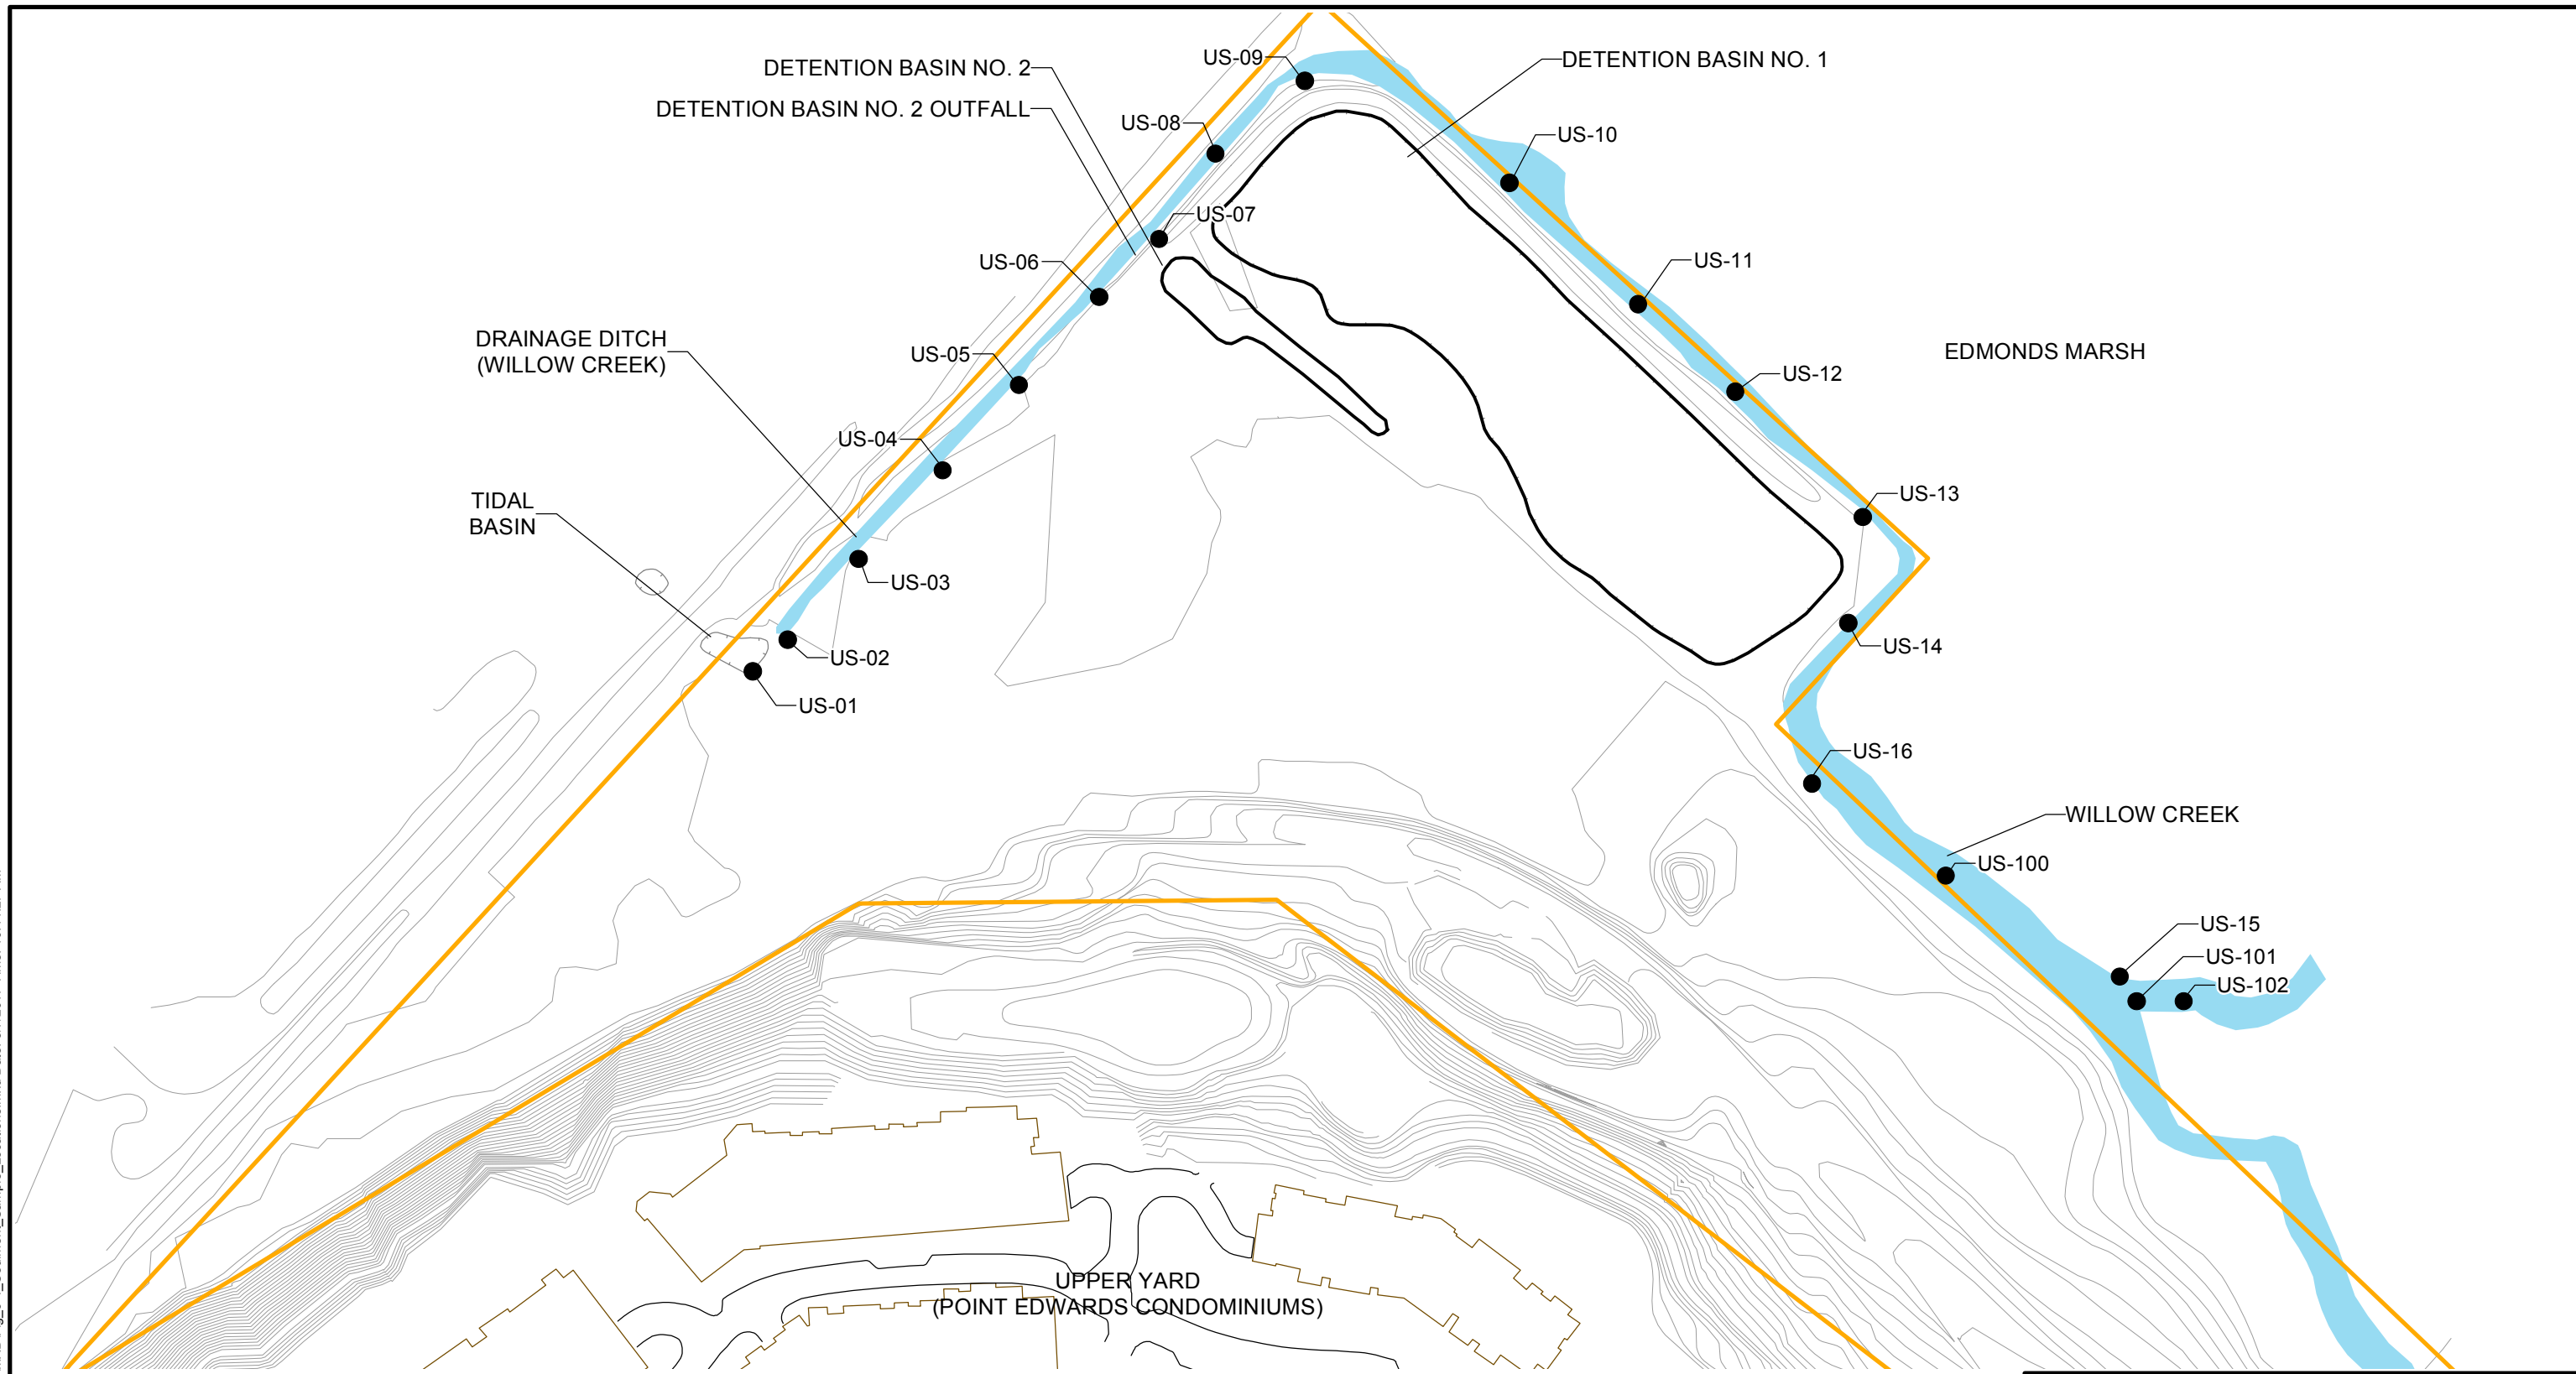 DETENTION BASIN NO. 2
DETENTION BASIN NO. 2 OUTFALL
US-09
DETENTION BASIN NO. 1
US-08
US-10
US-07
US-06
US-11
DRAINAGE DITCH
(WILLOW CREEK)
US-05
US-12
EDMONDS MARSH
US-04
TIDAL
BASIN
US-13
US-03
US-02
US-14
US-01
US-16
WILLOW CREEK
US-100
US-15
US-101
US-102
UPPER YARD
(POINT EDWARDS CONDOMINIUMS)